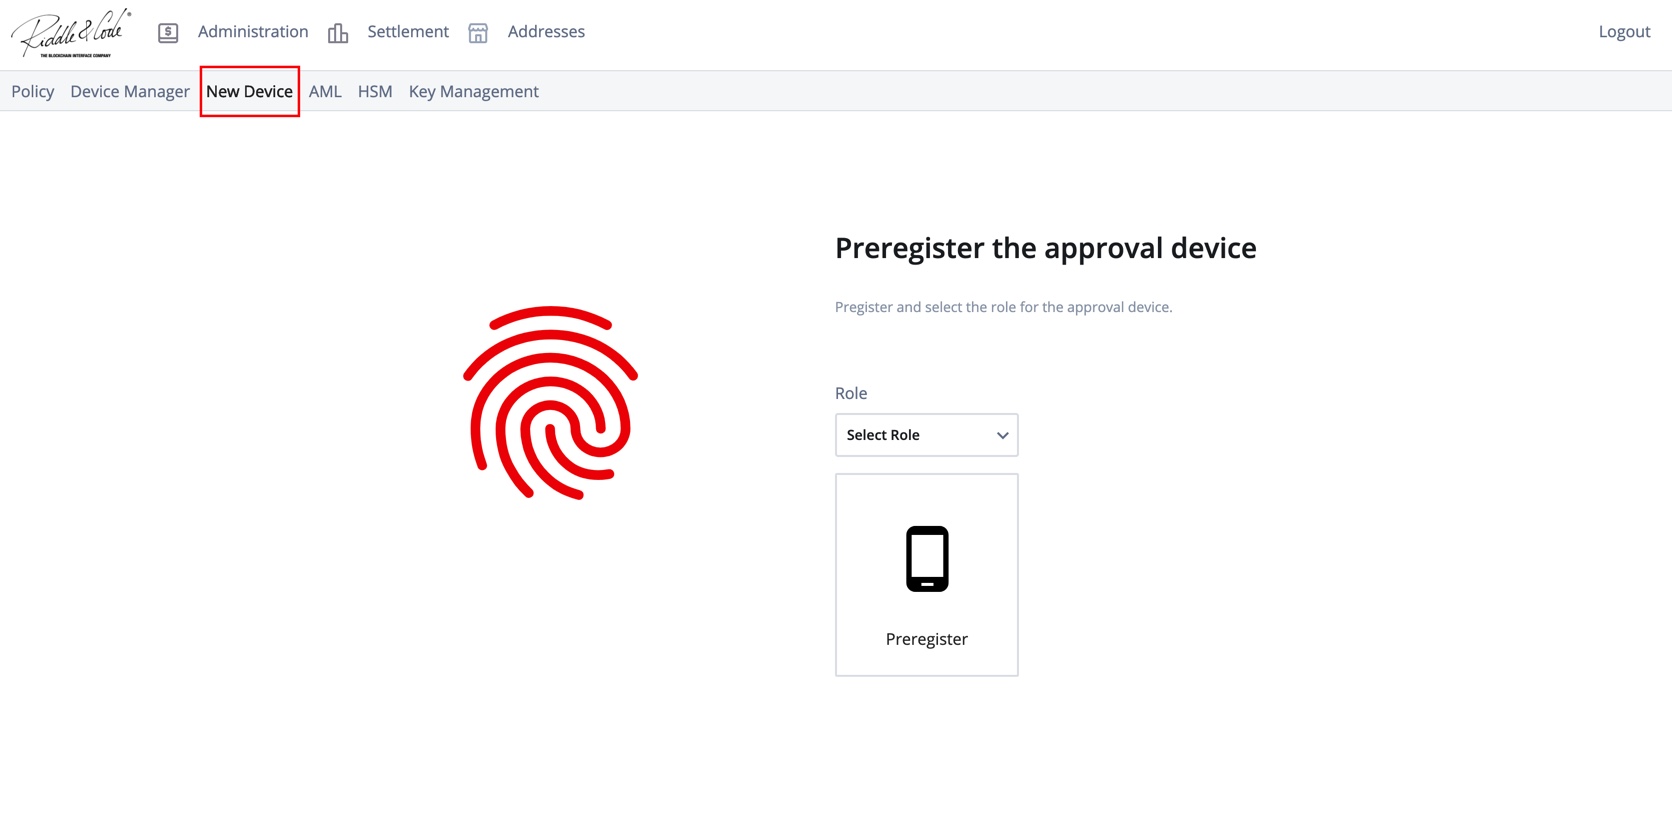 Riddle & Code®
THE BLOCKCHAIN INTERFACE COMPANY
$ Administration Settlement Addresses Logout
Policy Device Manager New Device AML HSM Key Management
Preregister the approval device
Pregister and select the role for the approval device.
Role
Select Role
Preregister